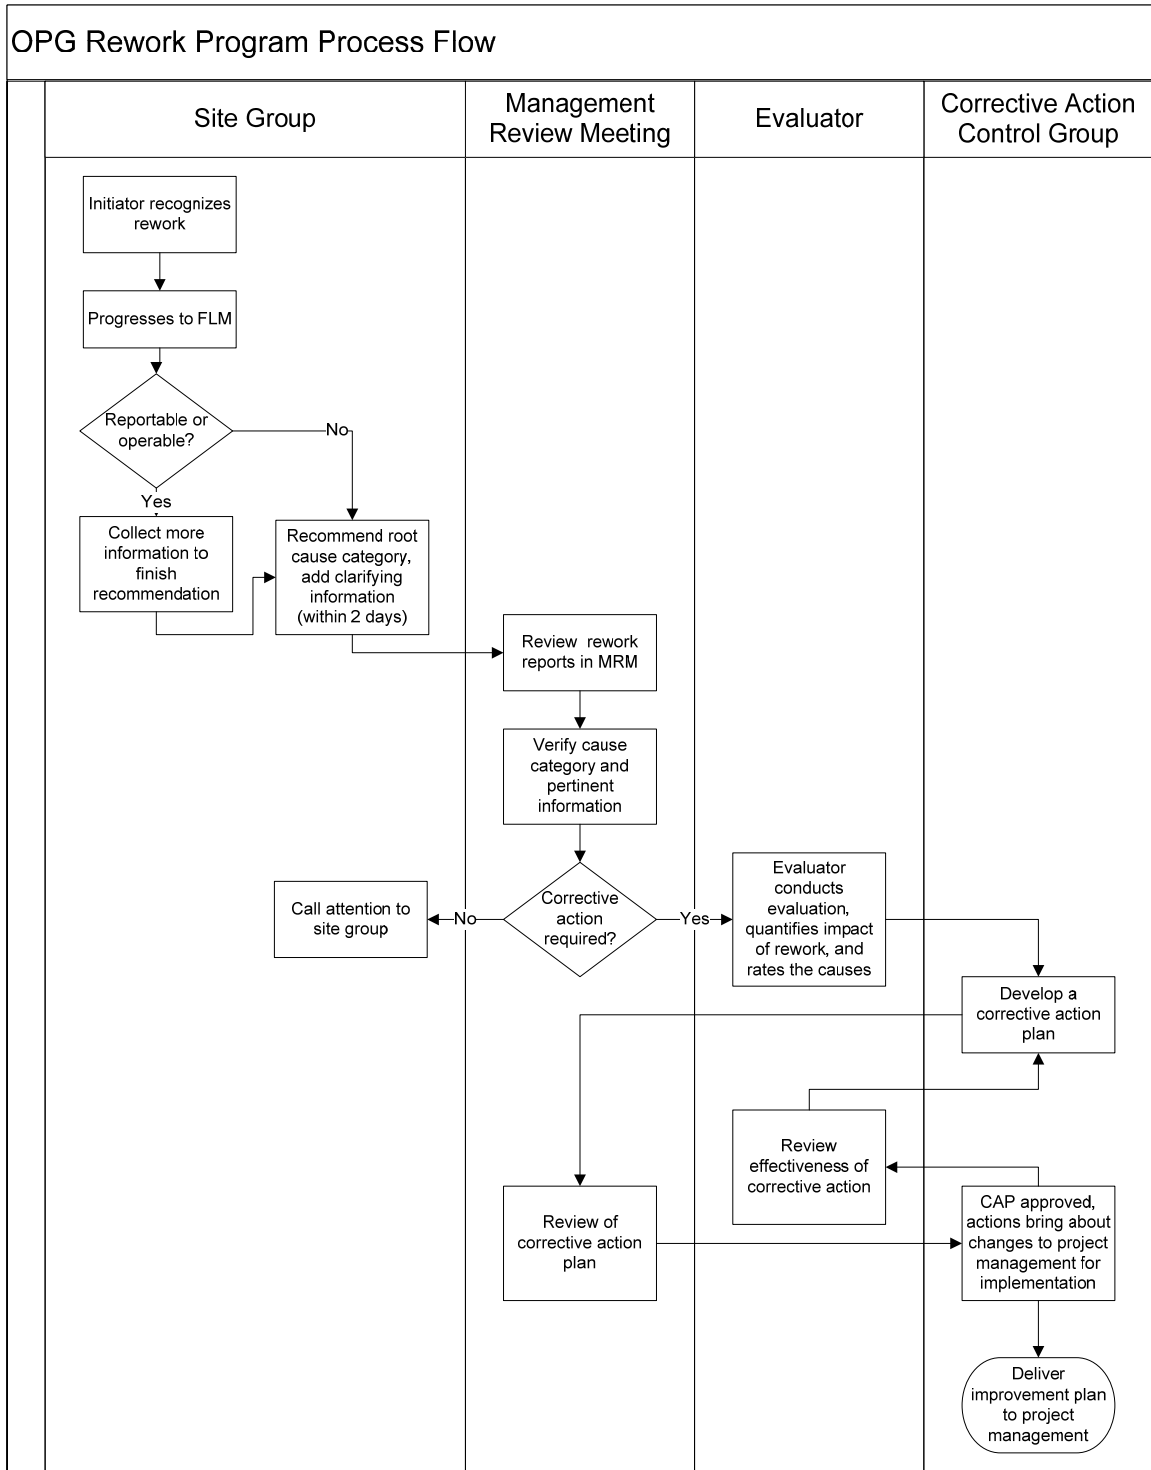 OPG Rework Program Process Flow
Site Group
Management
Review Meeting
Evaluator
Corrective Action
Control Group
Initiator recognizes
rework
Progresses to FLM
Reportable or
operable?
No
Yes
Collect more
information to
finish
recommendation
Recommend root
cause category,
add clarifying
information
(within 2 days)
Review rework
reports in MRM
Verify cause
category and
pertinent
information
Corrective
action
required?
No
Yes
Call attention to
site group
Evaluator
conducts
evaluation,
quantifies impact
of rework, and
rates the causes
Develop a
corrective action
plan
Review
effectiveness of
corrective action
Review of
corrective action
plan
CAP approved,
actions bring about
changes to project
management for
implementation
Deliver
improvement plan
to project
management